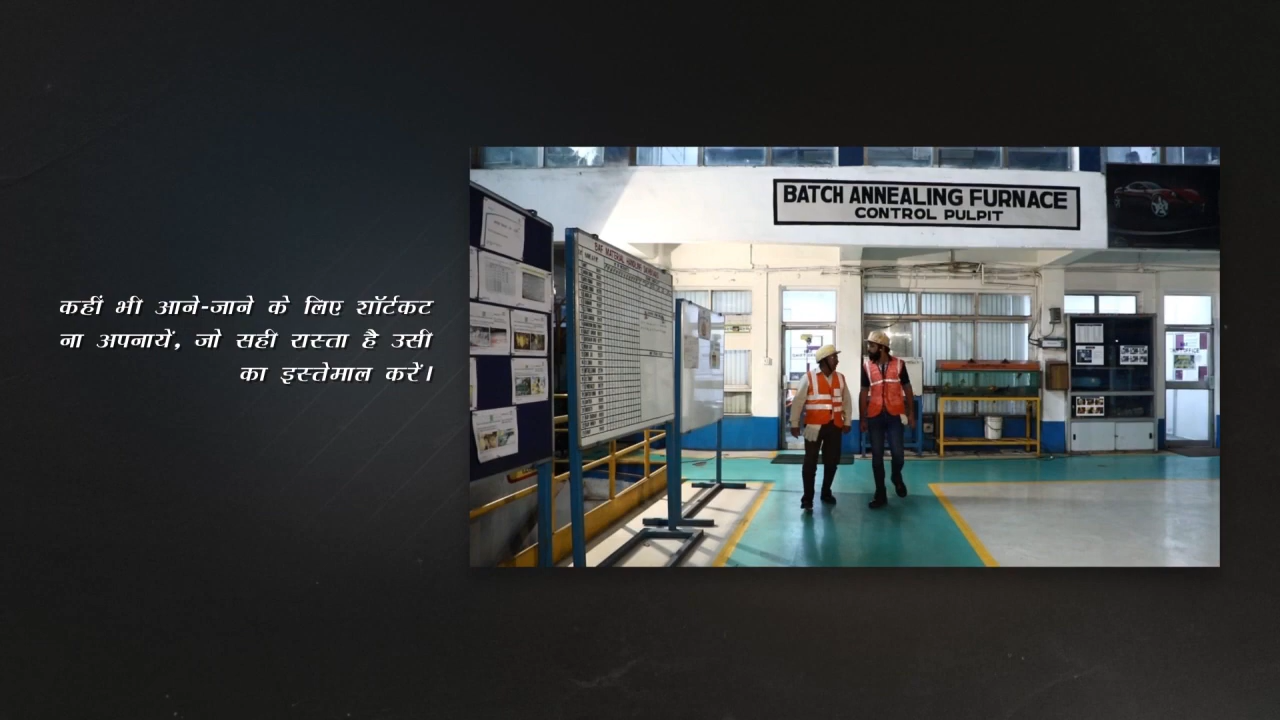 कहीं भी आने-जाने के लिए शॉर्टकट
ना अपनायें, जो सही रास्ता है उसी
का इस्तेमाल करें।
BATCH ANNEALING FURNACE
CONTROL PULPIT